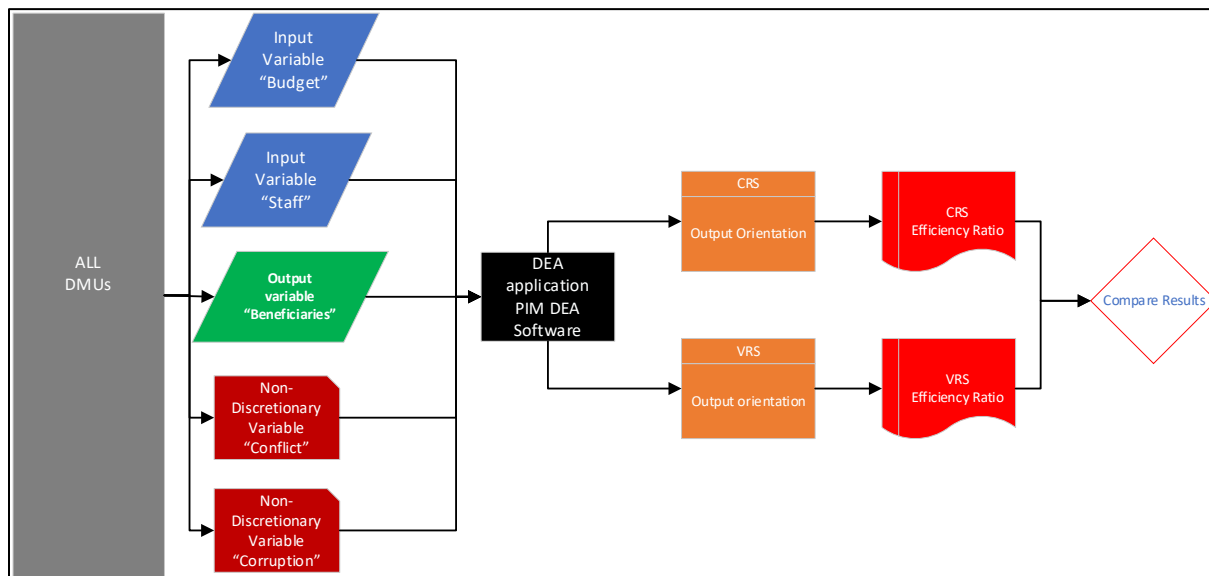 ALL
DMUs
Input
Variable
“Budget”
Input
Variable
“Staff”
Output
variable
“Beneficiaries”
Non-
Discretionary
Variable
“Conflict”
Non-
Discretionary
Variable
“Corruption”
DEA
application
PIM DEA
Software
CRS
Output Orientation
VRS
Output orientation
CRS
Efficiency Ratio
VRS
Efficiency Ratio
Compare Results